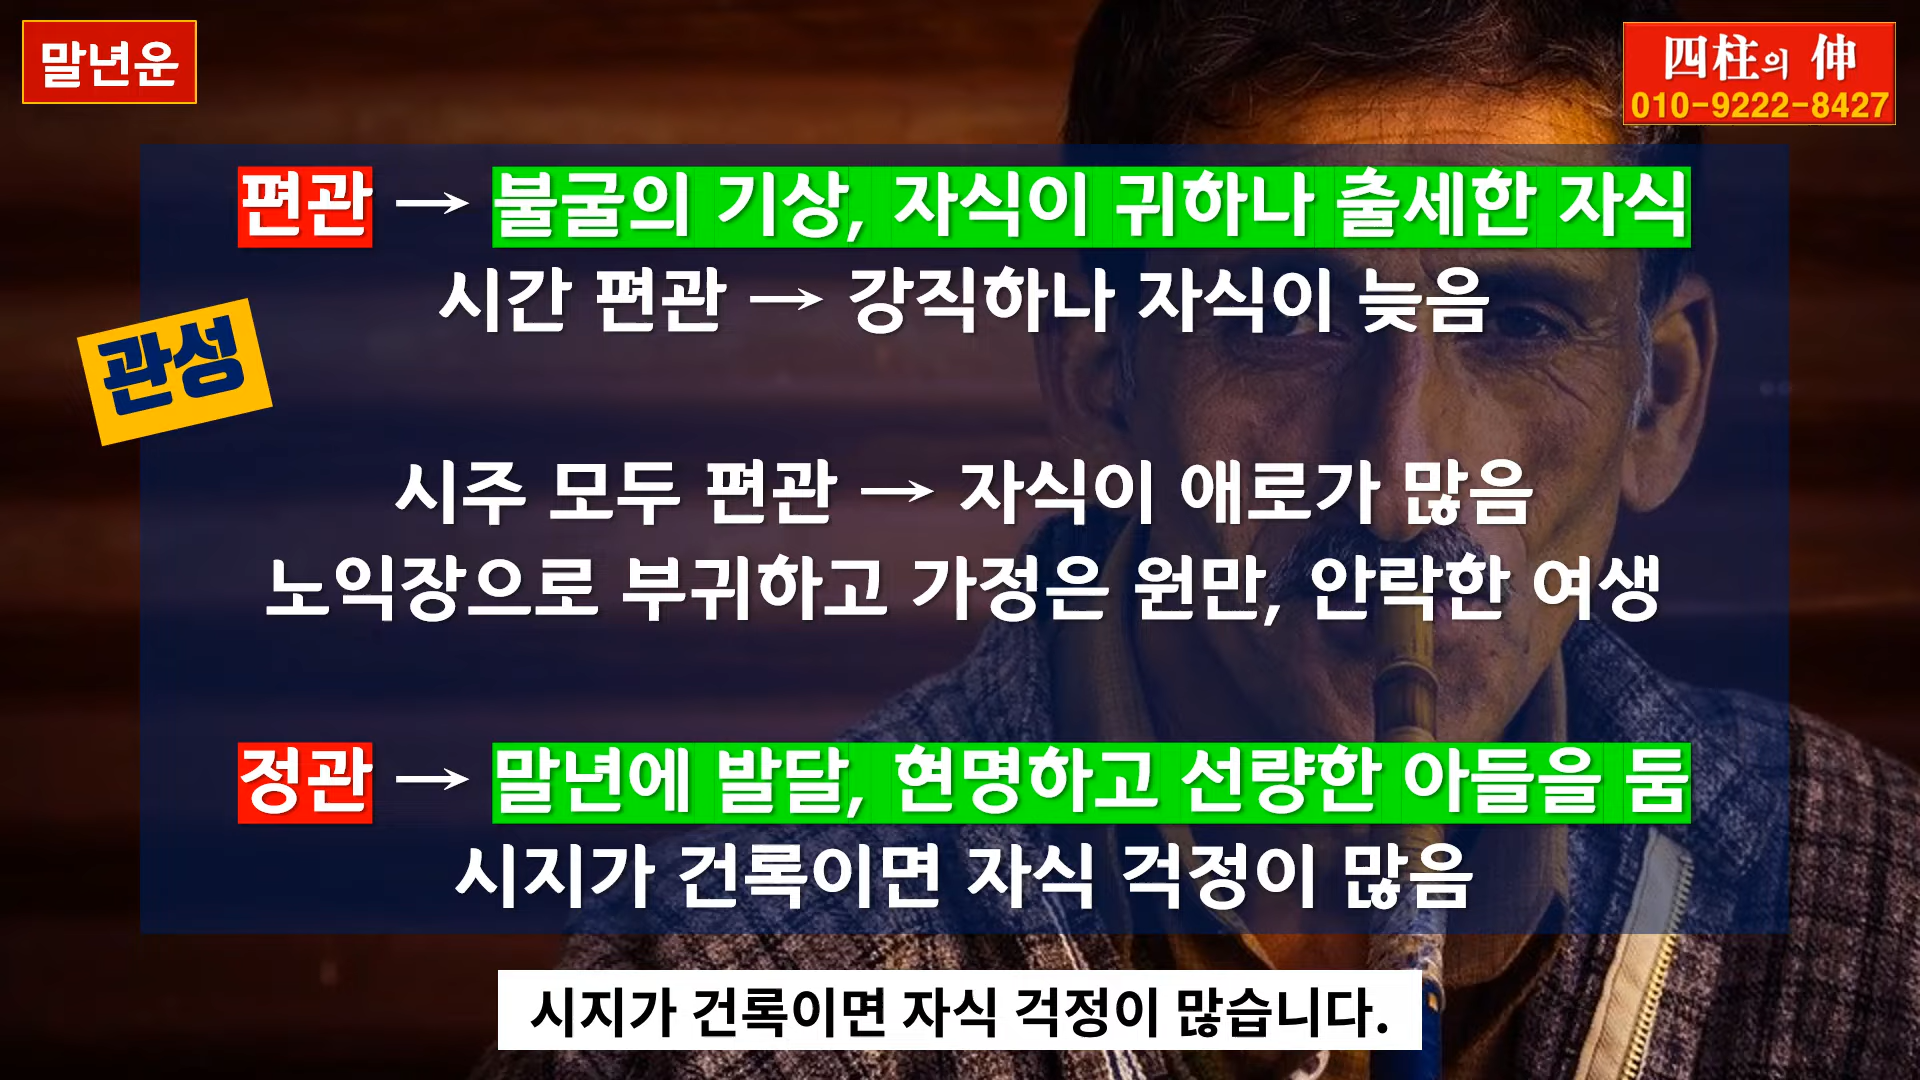 말년운
四柱의 伸
010-9222-8427
편관 → 불굴의 기상, 자식이 귀하나 출세한 자식
시간 편관 → 강직하나 자식이 늦음
관성
시주 모두 편관 → 자식이 애로가 많음
노익장으로 부귀하고 가정은 원만, 안락한 여생
정관 → 말년에 발달, 현명하고 선량한 아들을 둠
시지가 건록이면 자식 걱정이 많음
시지가 건록이면 자식 걱정이 많습니다.